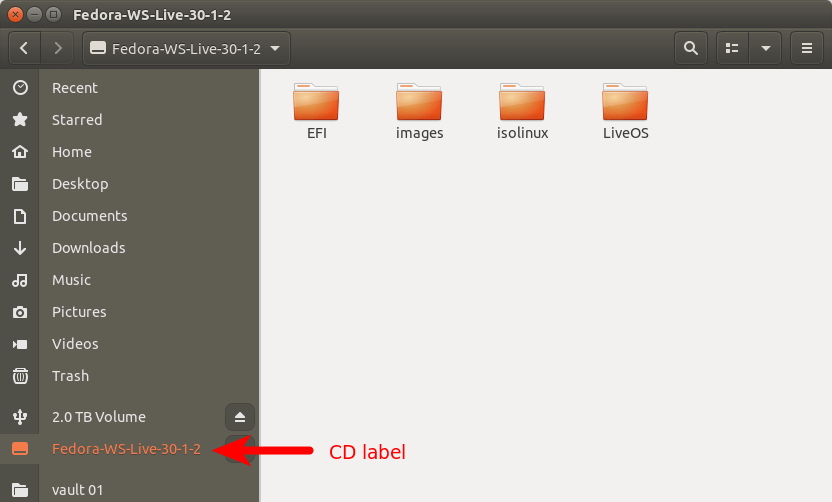 Fedora-WS-Live-30-1-2
Fedora-WS-Live-30-1-2
Recent
Starred
Home
Desktop
Documents
Downloads
Music
Pictures
Videos
Trash
2.0 TB Volume
Fedora-WS-Live-30-1-2
vault 01
EFI
images
isolinux
LiveOS
CD label